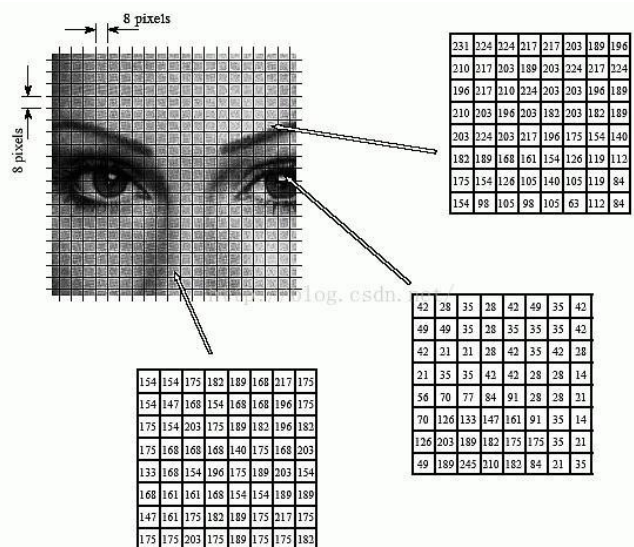 8 pixels
8 pixels
231 224 224 217 217 203 189 196
210 217 203 189 203 224 217 224
196 217 210 224 203 203 196 189
210 203 196 203 182 203 182 189
203 224 203 217 196 175 154 140
182 189 168 161 154 126 119 112
175 154 126 105 140 105 119 84
154 98 105 98 105 63 112 84
http://blog.csdn.net/
42 28 35 28 42 49 35 42
49 49 35 28 35 35 35 42
42 21 21 28 42 35 42 28
21 35 35 42 42 28 28 14
56 70 77 84 91 28 28 21
70 126 133 147 161 91 35 14
126 203 189 182 175 175 35 21
49 189 245 210 182 84 21 35
154 154 175 182 189 168 217 175
154 147 168 154 168 168 196 175
175 154 203 175 189 182 196 182
175 168 168 168 140 175 168 203
133 168 154 196 175 189 203 154
168 161 161 168 154 154 189 189
147 161 175 182 189 175 217 175
175 175 203 175 189 175 175 182